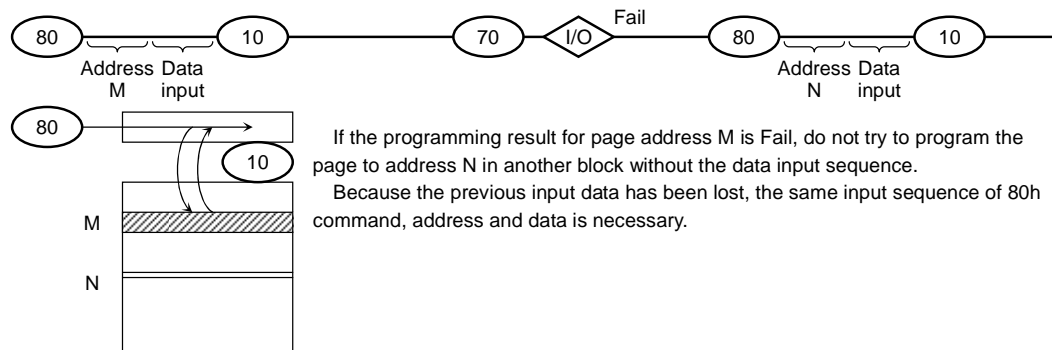 Fail
80 10 70 I/O 80 10
Address Data Address Data
M input N input
80
10
If the programming result for page address M is Fail, do not try to program the
page to address N in another block without the data input sequence.
Because the previous input data has been lost, the same input sequence of 80h
command, address and data is necessary.
M
N